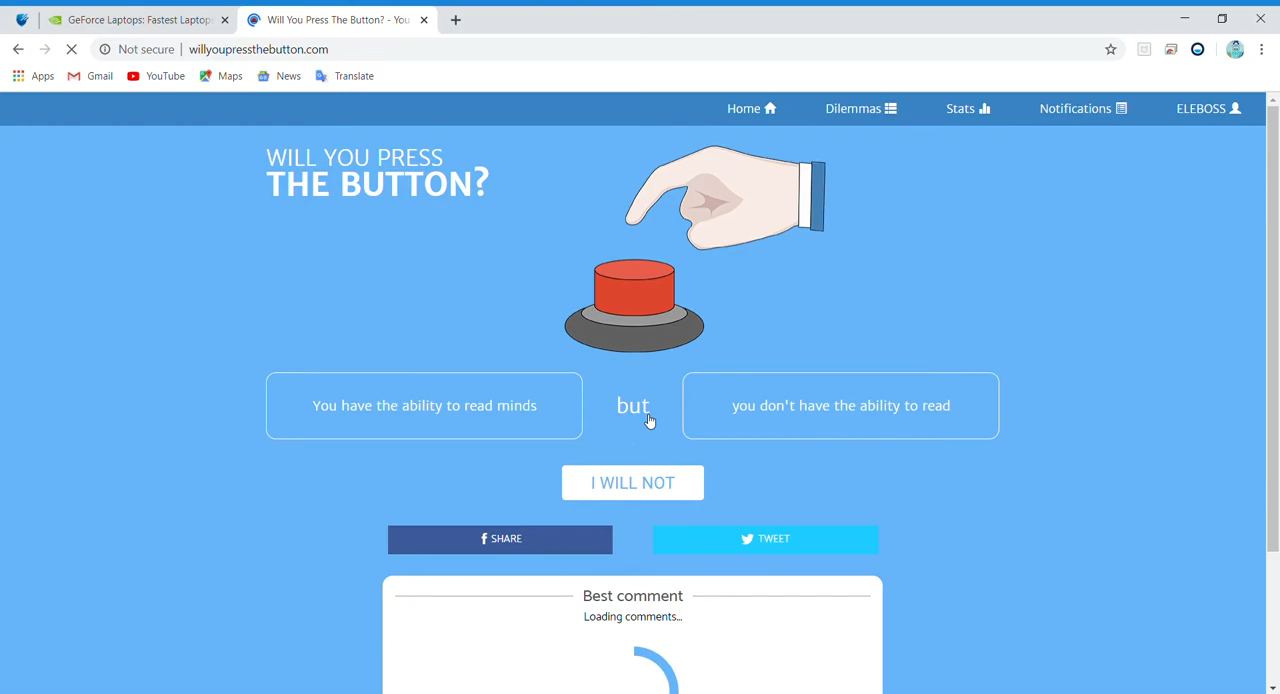 GeForce Laptops: Fastest Laptops
Will You Press The Button? - You
Not secure | willyoupressthebutton.com
Apps Gmail YouTube Maps News Translate
Home Dilemmas Stats Notifications ELEBOSS
WILL YOU PRESS
THE BUTTON?
You have the ability to read minds but you don't have the ability to read
I WILL NOT
SHARE TWEET
Best comment
Loading comments...